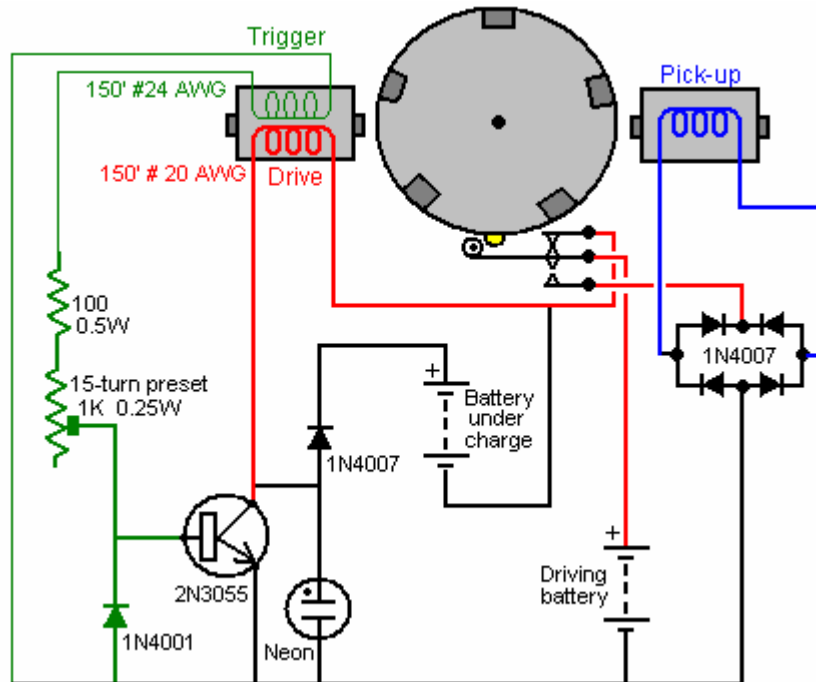 Trigger
150' #24 AWG
Pick-up
150' # 20 AWG
Drive
100
0.5W
1N4007
15-turn preset
1K 0.25W
+
Battery
under
charge
1N4007
+
2N3055
Driving
battery
1N4001
Neon